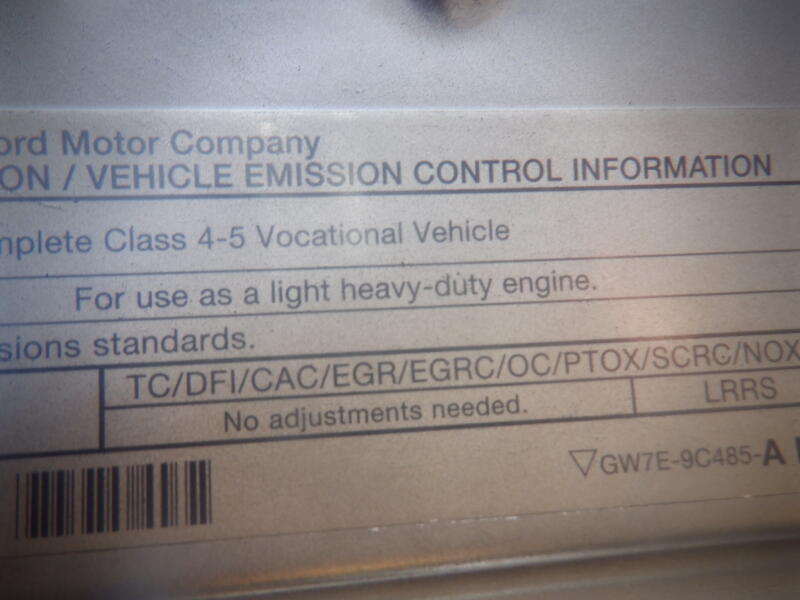 ord Motor Company
ON / VEHICLE EMISSION CONTROL INFORMATION
mplete Class 4-5 Vocational Vehicle
For use as a light heavy-duty engine.
sions standards.
TC/DFI/CAC/EGR/EGRC/OC/PTOX/SCRC/NOX
No adjustments needed. LRRS
▽GW7E-9C485-A